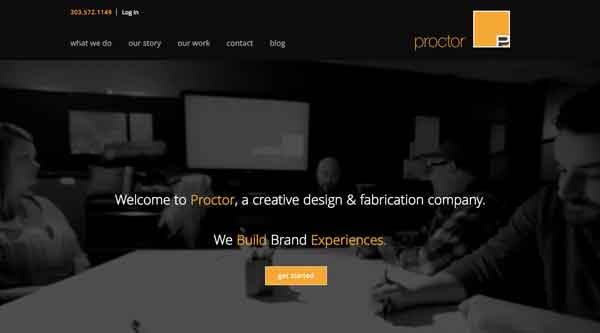 303.572.1149 | Log In
what we do our story our work contact blog
proctor
P
Welcome to Proctor, a creative design & fabrication company.
We Build Brand Experiences.
get started